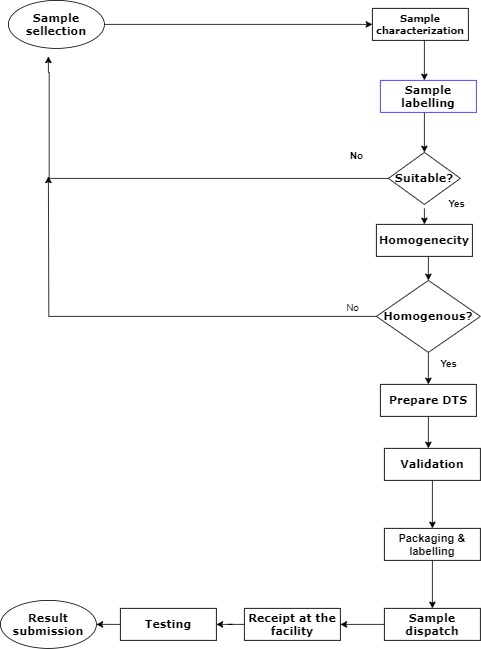 Sample
sellection
Sample
characterization
Sample
labelling
No
Suitable?
Yes
Homogenecity
No
Homogenous?
Yes
Prepare DTS
Validation
Packaging &
labelling
Sample
dispatch
Receipt at the
facility
Testing
Result
submission